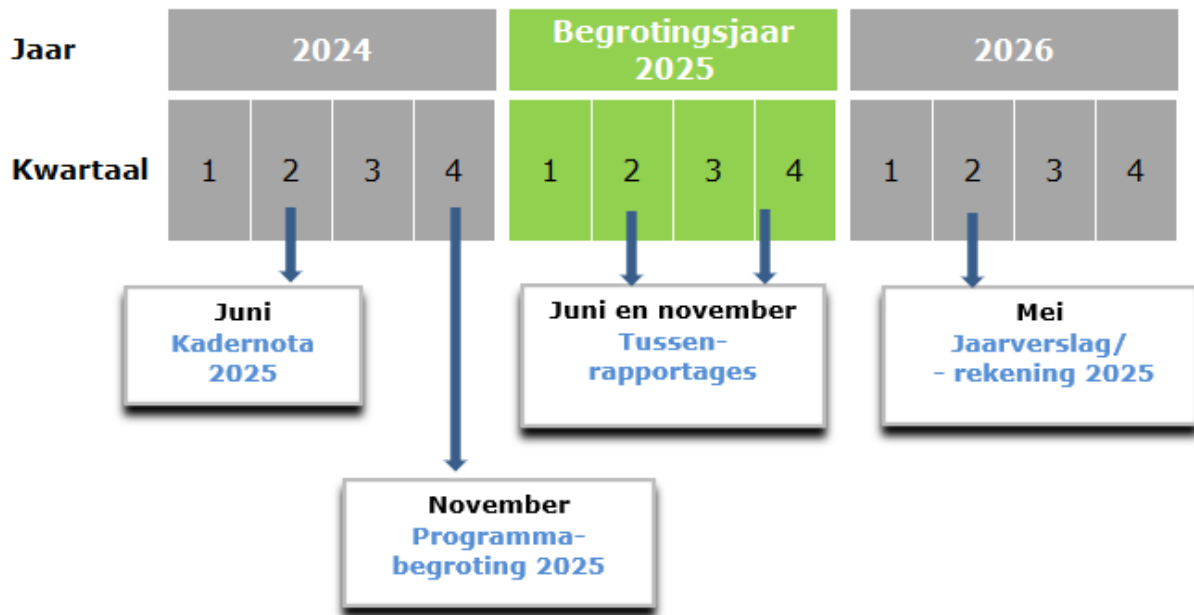 Jaar
2024
Begrotingsjaar
2025
2026
Kwartaal
1 2 3 4 1 2 3 4 1 2 3 4
Juni
Kadernota
2025
Juni en november
Tussen-
rapportages
Mei
Jaarverslag/
- rekening 2025
November
Programma-
begroting 2025